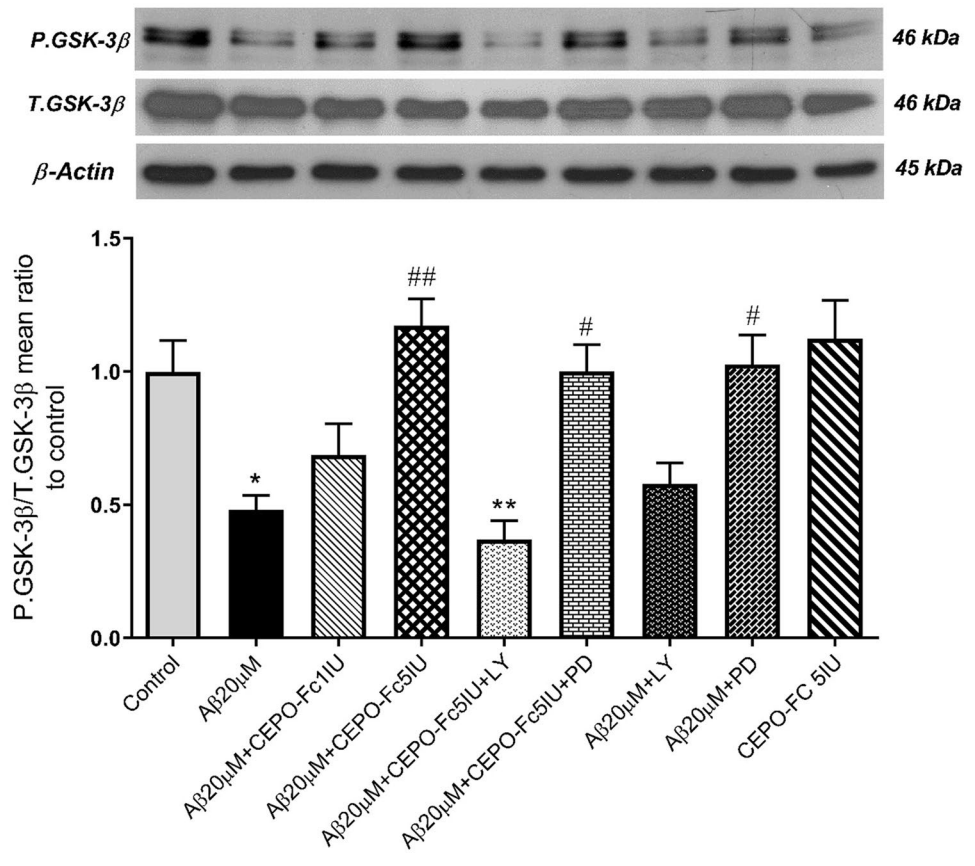 P.GSK-3β 46 kDa
T.GSK-3β 46 kDa
β-Actin 45 kDa
P.GSK-3β/T.GSK-3β mean ratio
to control
1.5
1.0
0.5
0.0
*
##
**
#
#
Control
Aβ20μM
Aβ20μM+CEPO-Fc1IU
Aβ20μM+CEPO-Fc5IU
Aβ20μM+CEPO-Fc5IU+LY
Aβ20μM+CEPO-Fc5IU+PD
Aβ20μM+LY
Aβ20μM+PD
CEPO-FC 5IU